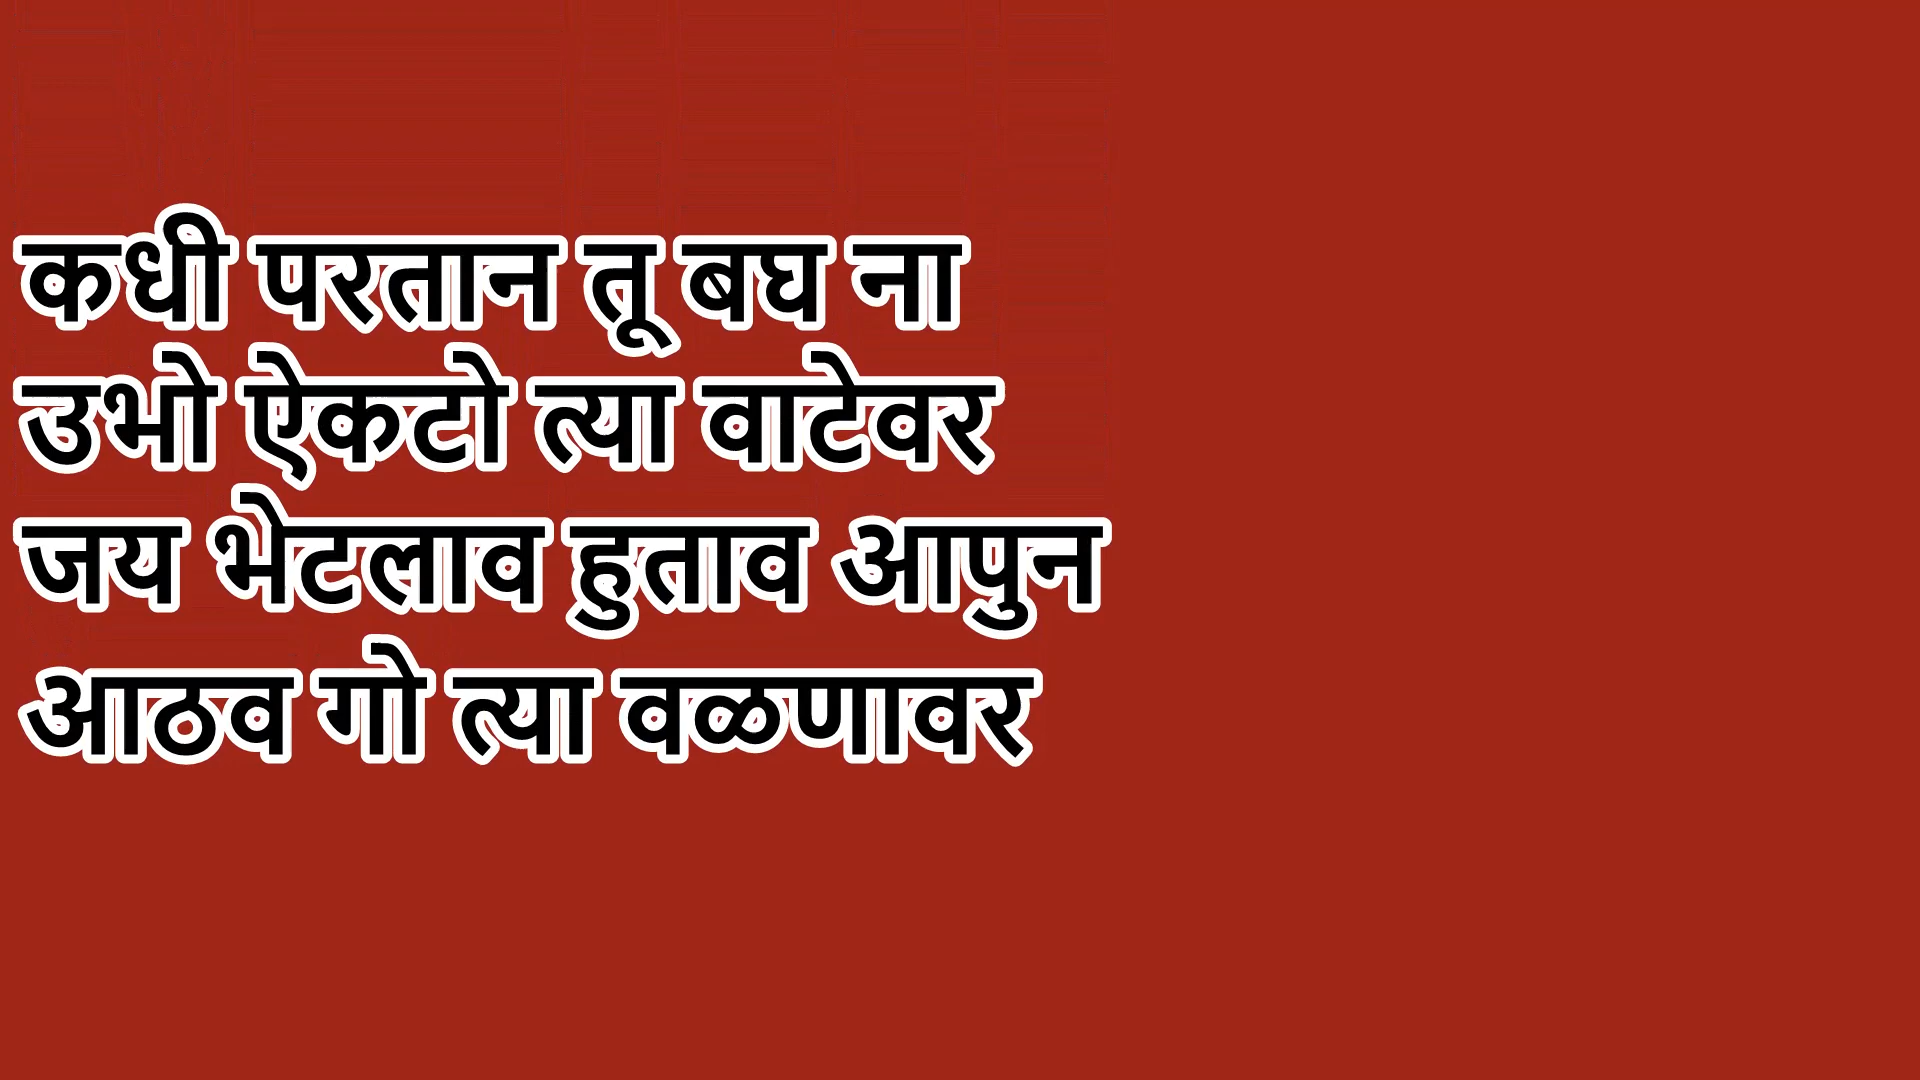 कधी परतान तू बघ ना
उभो ऐकटो त्या वाटेवर
जय भेटलाव हुताव आपुन
आठव गो त्या वळणावर